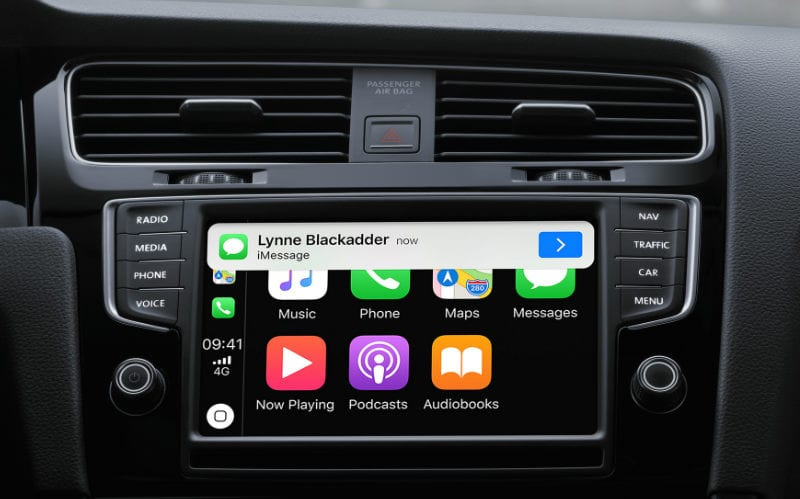 PASSENGER
AIR BAG
RADIO
MEDIA
PHONE
VOICE
NAV
TRAFFIC
CAR
MENU
Lynne Blackadder now
iMessage
280
Music
Phone
Maps
Messages
09:41
4G
Now Playing
Podcasts
Audiobooks